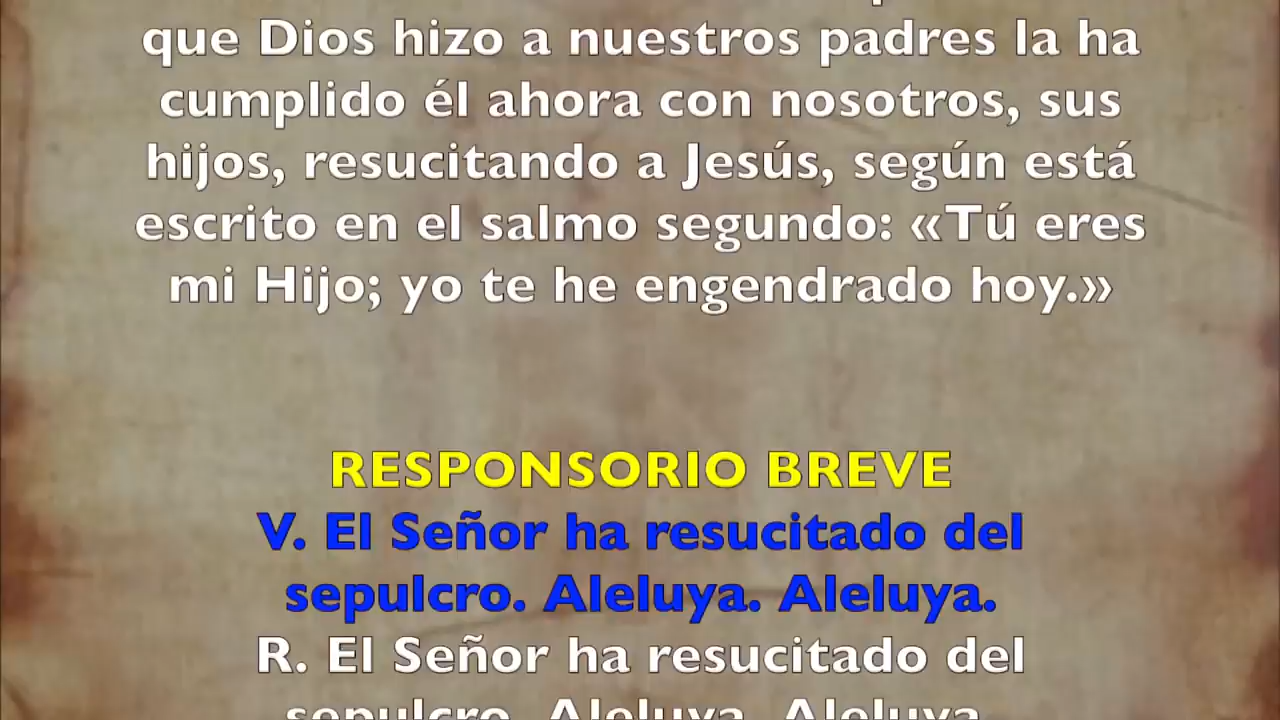 que Dios hizo a nuestros padres la ha
cumplido él ahora con nosotros, sus
hijos, resucitando a Jesús, según está
escrito en el salmo segundo: «Tú eres
mi Hijo; yo te he engendrado hoy.»
RESPONSORIO BREVE
V. El Señor ha resucitado del
sepulcro. Aleluya. Aleluya.
R. El Señor ha resucitado del
sepulcro. Aleluya. Aleluya.